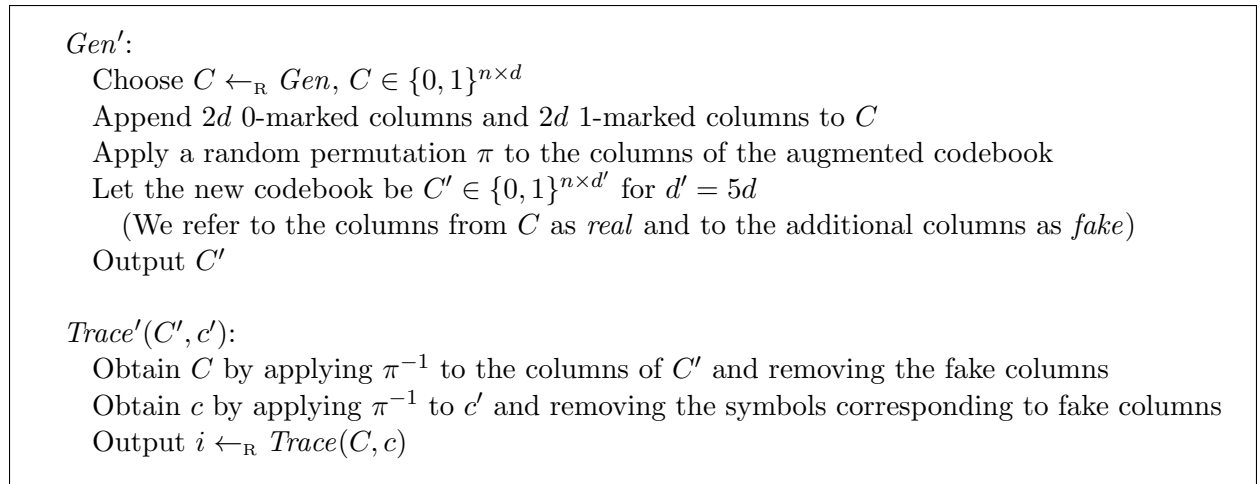 Gen′:
Choose C ←R Gen, C ∈ {0, 1}^{n×d}
Append 2d 0-marked columns and 2d 1-marked columns to C
Apply a random permutation π to the columns of the augmented codebook
Let the new codebook be C′ ∈ {0, 1}^{n×d′} for d′ = 5d
(We refer to the columns from C as real and to the additional columns as fake)
Output C′
Trace′(C′, c′):
Obtain C by applying π⁻¹ to the columns of C′ and removing the fake columns
Obtain c by applying π⁻¹ to c′ and removing the symbols corresponding to fake columns
Output i ←R Trace(C, c)